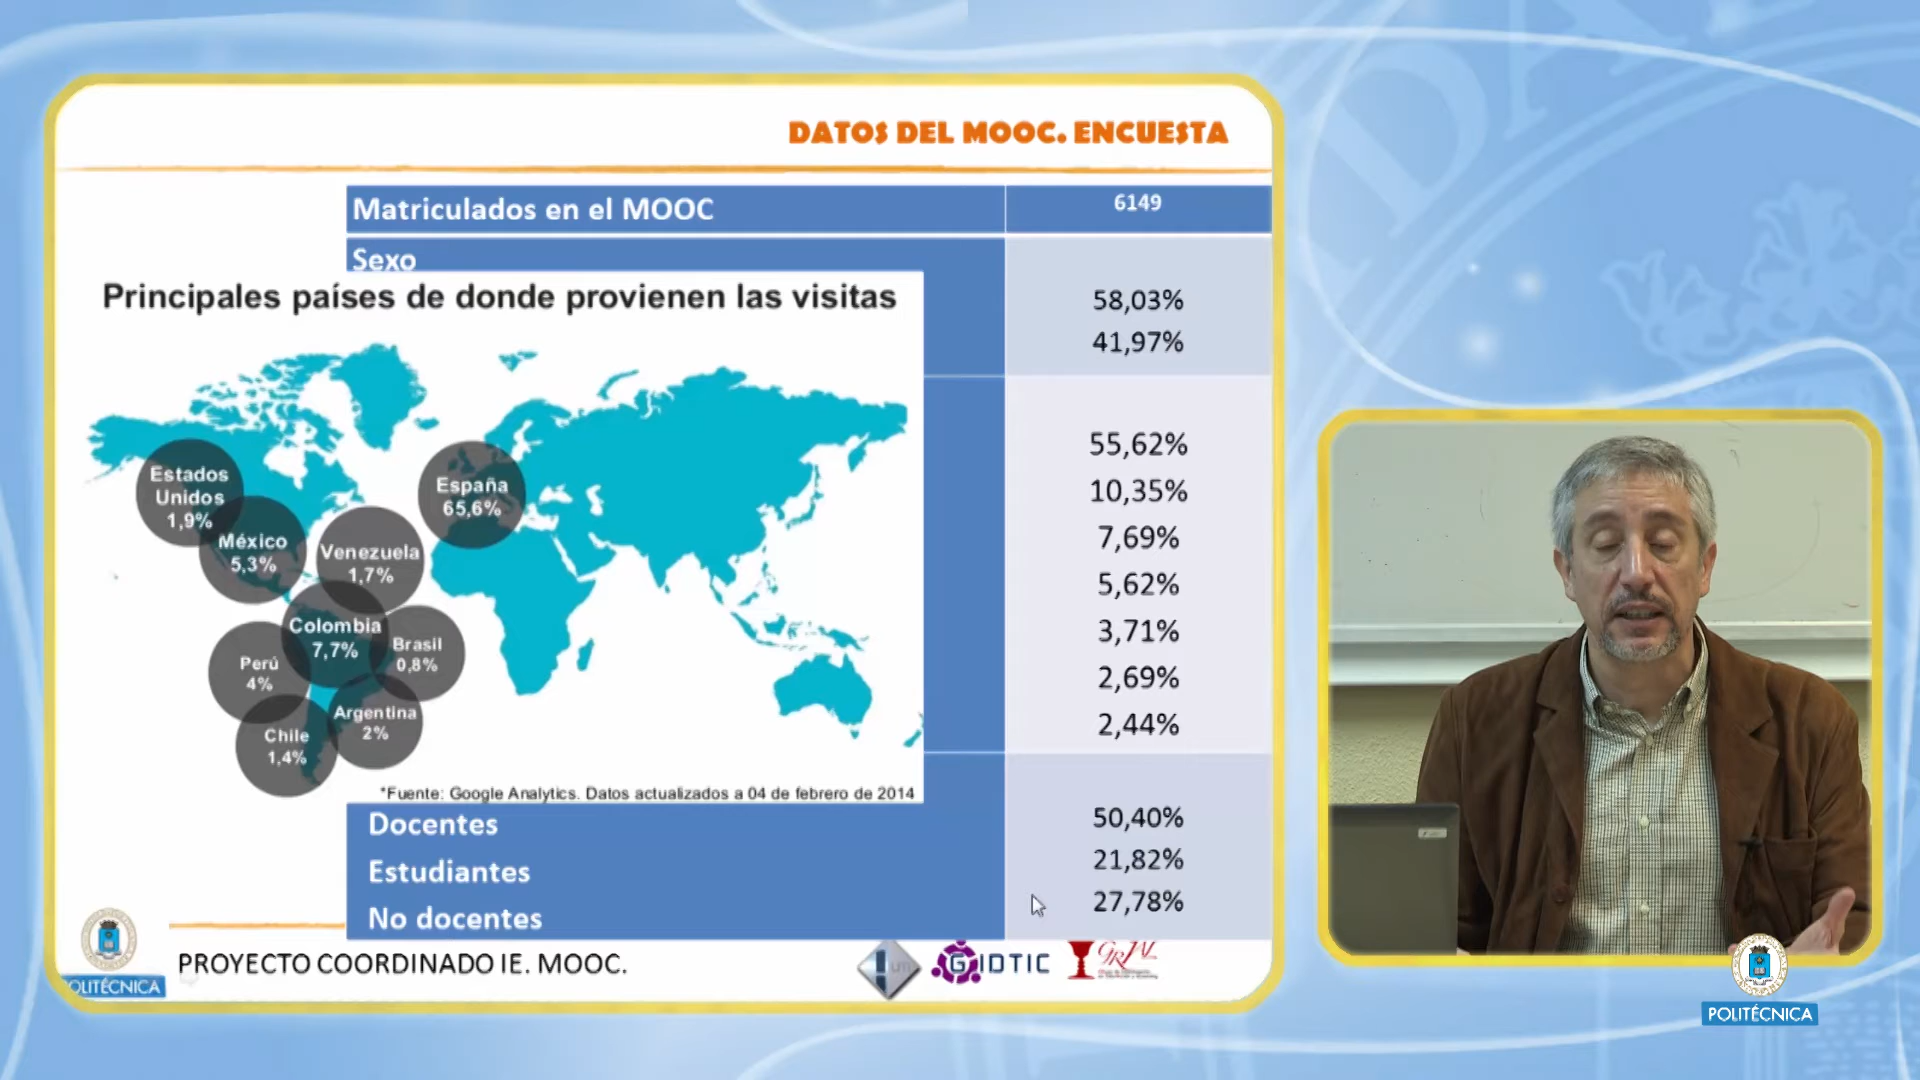 DATOS DEL MOOC. ENCUESTA
Matriculados en el MOOC
6149
Sexo
58,03%
41,97%
55,62%
10,35%
7,69%
5,62%
3,71%
2,69%
2,44%
Principales países de donde provienen las visitas
Estados
Unidos
1,9%
México
5,3%
Venezuela
1,7%
España
65,6%
Colombia
7,7%
Brasil
0,8%
Perú
4%
Argentina
2%
Chile
1,4%
*Fuente: Google Analytics. Datos actualizados a 04 de febrero de 2014
Docentes
50,40%
Estudiantes
21,82%
No docentes
27,78%
PROYECTO COORDINADO IE. MOOC.
GIDTIC
GRIAL
OLITÉCNICA
POLITÉCNICA